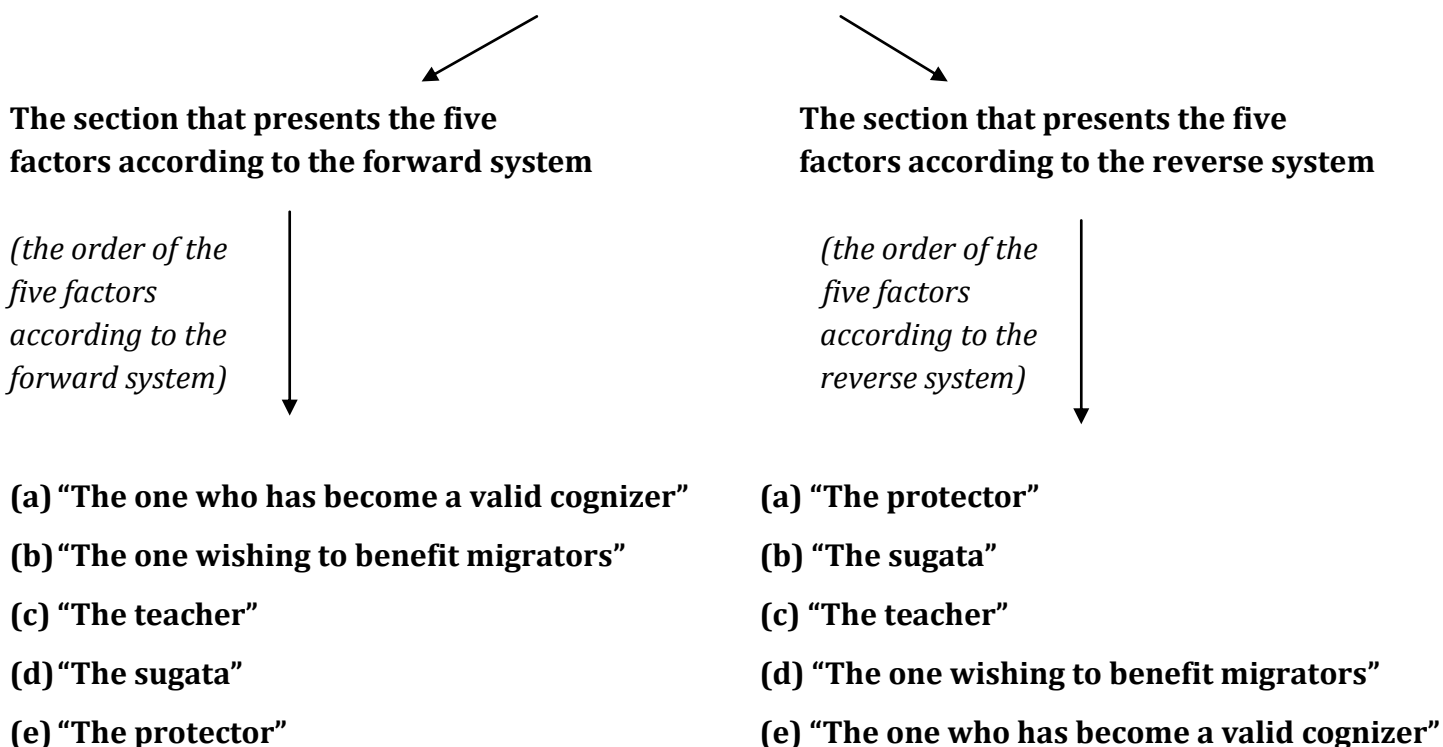 The section that presents the five
factors according to the forward system
(the order of the
five factors
according to the
forward system)
(a) “The one who has become a valid cognizer”
(b) “The one wishing to benefit migrators”
(c) “The teacher”
(d) “The sugata”
(e) “The protector”
The section that presents the five
factors according to the reverse system
(the order of the
five factors
according to the
reverse system)
(a) “The protector”
(b) “The sugata”
(c) “The teacher”
(d) “The one wishing to benefit migrators”
(e) “The one who has become a valid cognizer”